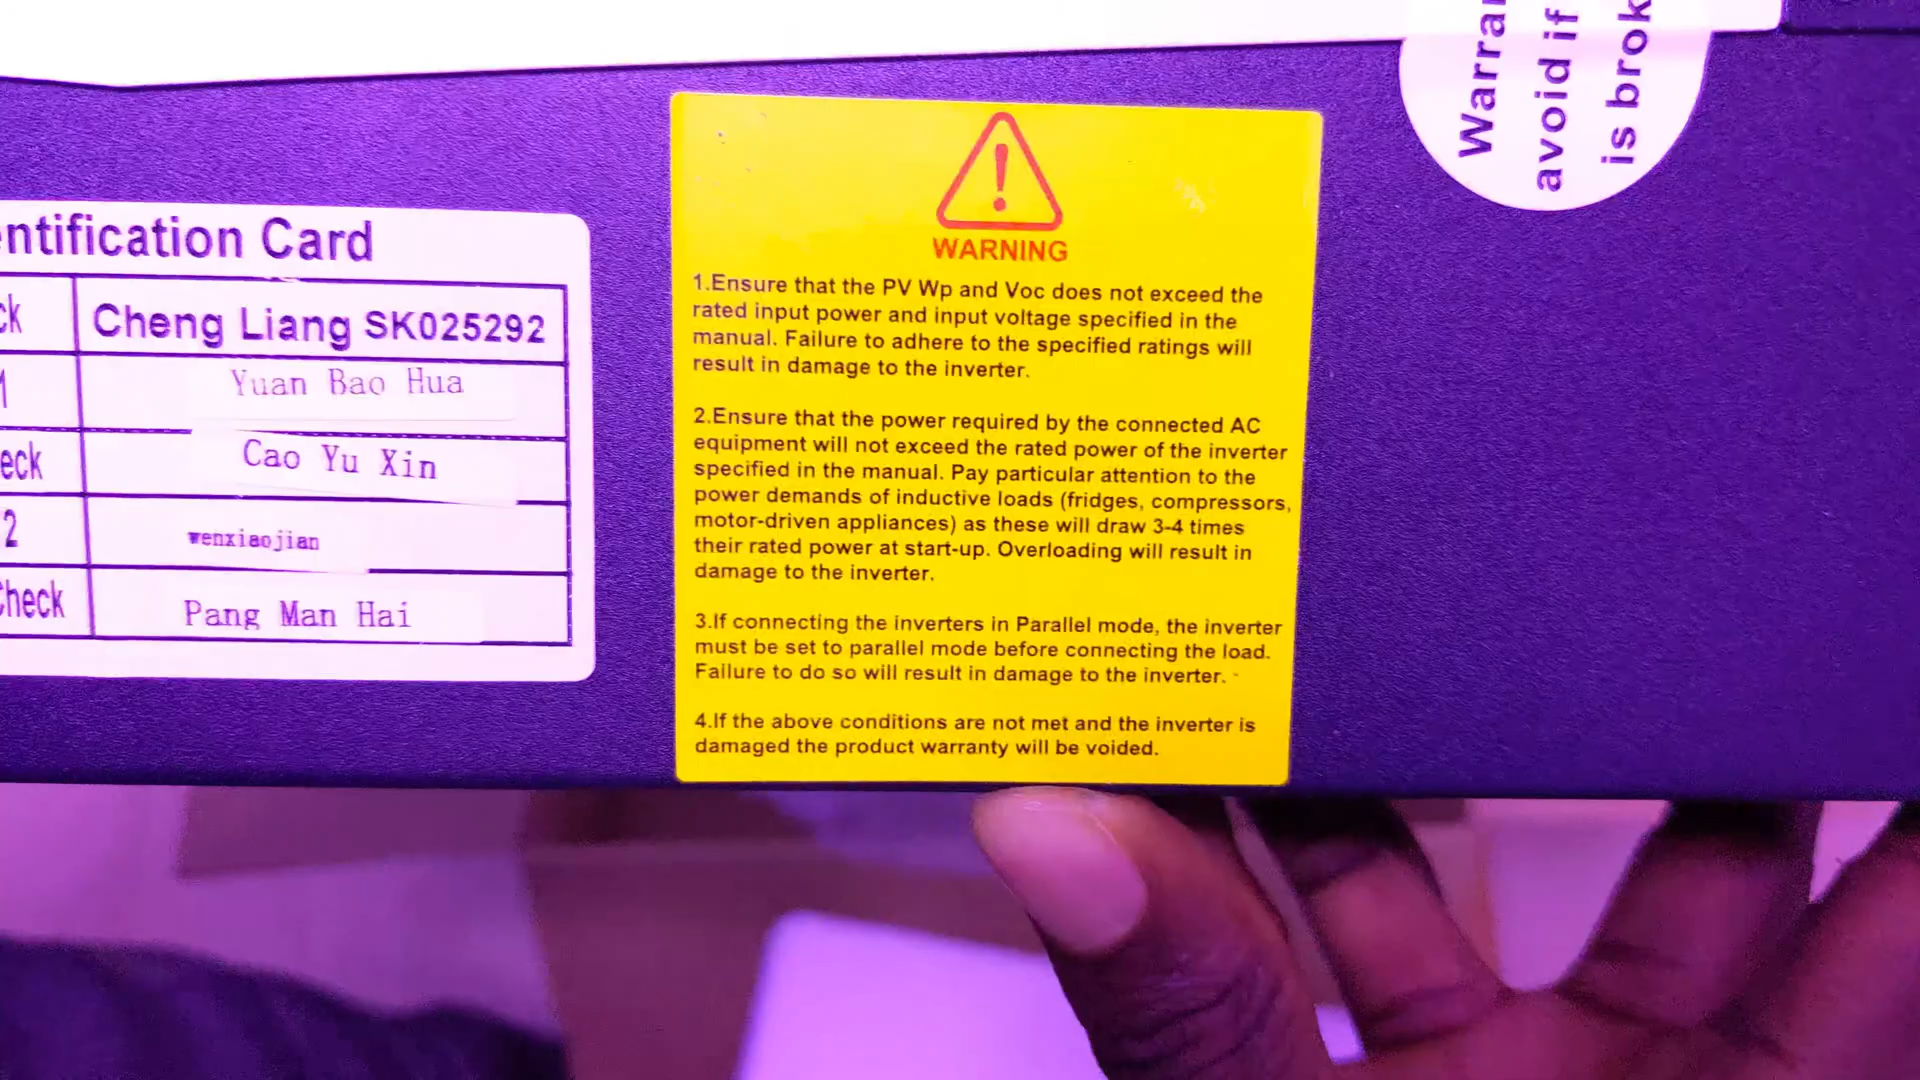 ntification Card
ck
Cheng Liang SK025292
1
Yuan Bao Hua
eck
Cao Yu Xin
2
wenxiaojian
Check
Pang Man Hai
WARNING
1.Ensure that the PV Wp and Voc does not exceed the
rated input power and input voltage specified in the
manual. Failure to adhere to the specified ratings will
result in damage to the inverter.
2.Ensure that the power required by the connected AC
equipment will not exceed the rated power of the inverter
specified in the manual. Pay particular attention to the
power demands of inductive loads (fridges, compressors,
motor-driven appliances) as these will draw 3-4 times
their rated power at start-up. Overloading will result in
damage to the inverter.
3.If connecting the inverters in Parallel mode, the inverter
must be set to parallel mode before connecting the load.
Failure to do so will result in damage to the inverter.
4.If the above conditions are not met and the inverter is
damaged the product warranty will be voided.
Warra
avoid if
is brok